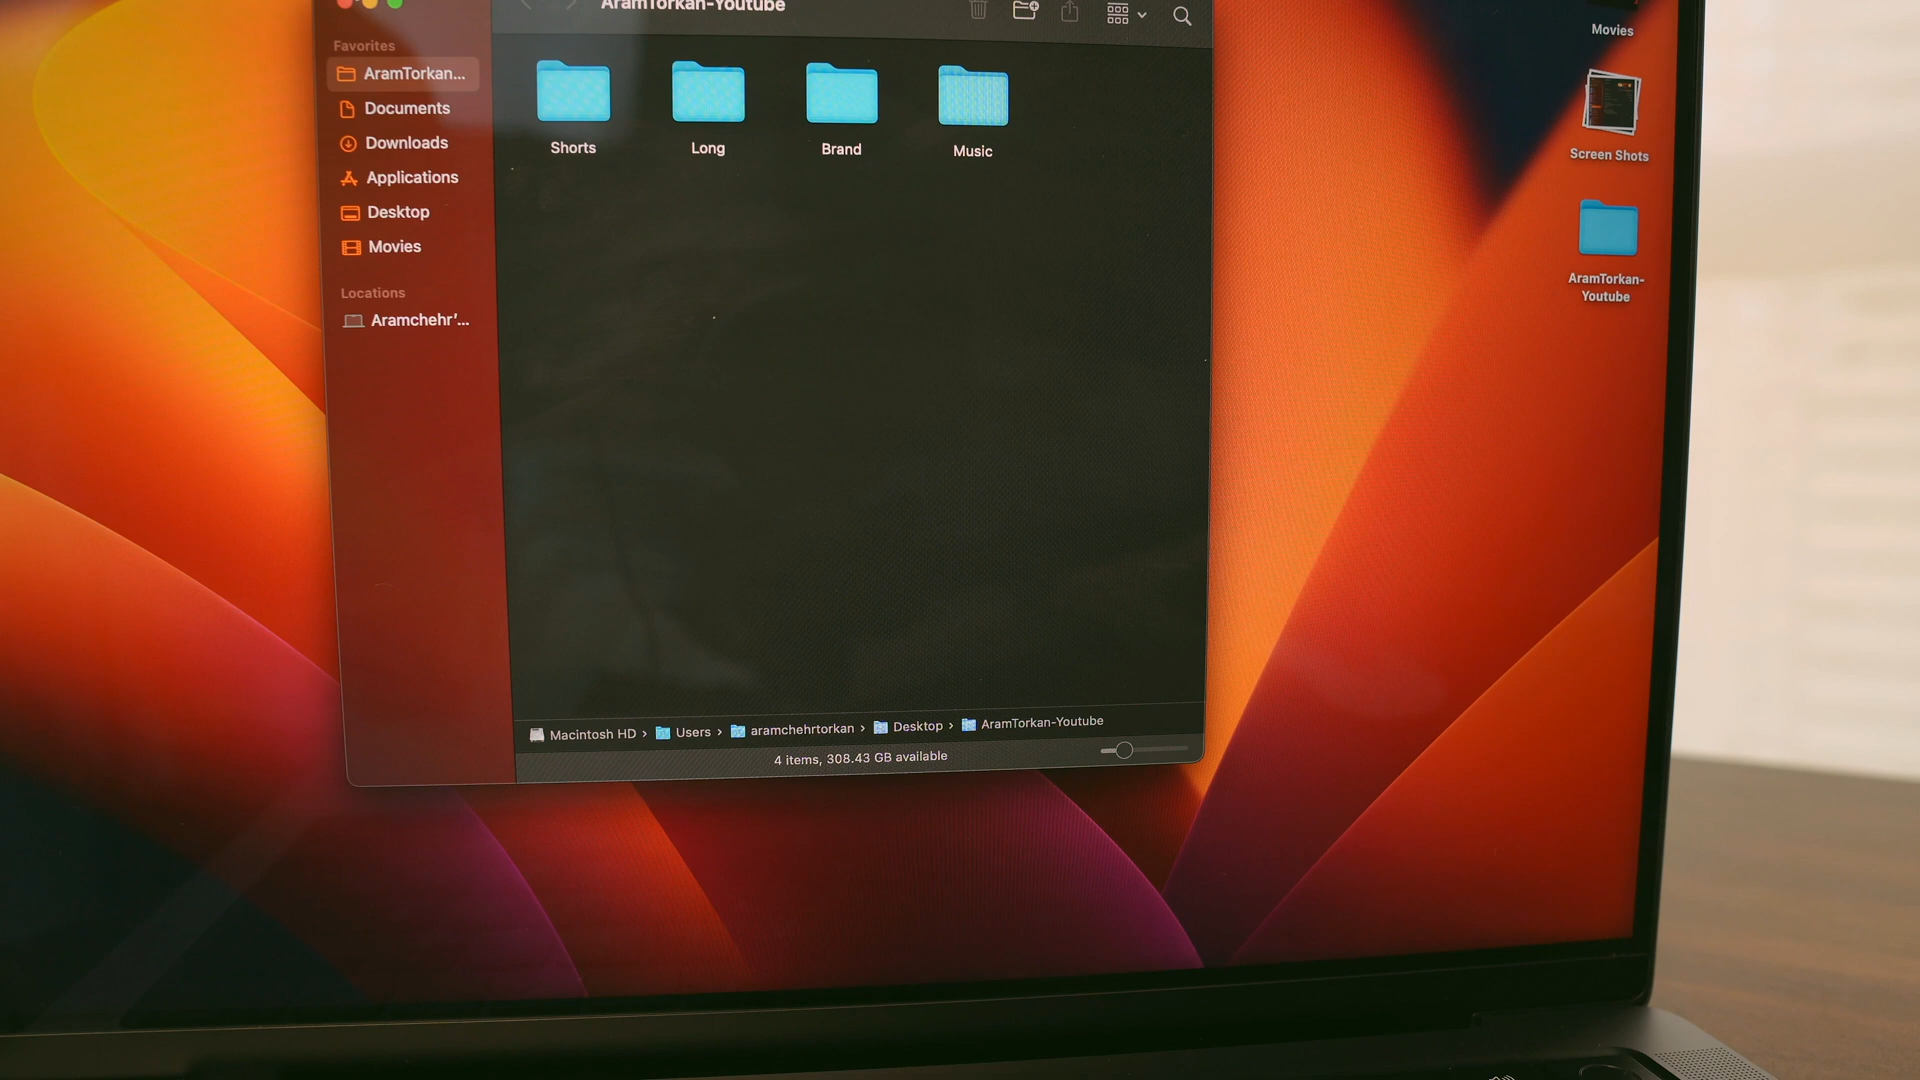 AramTorkan-Youtube
Favorites
AramTorkan...
Documents
Downloads
Applications
Desktop
Movies
Locations
Aramchehr’...
Shorts
Long
Brand
Music
Macintosh HD › Users › aramchehrtorkan › Desktop › AramTorkan-Youtube
4 items, 308.43 GB available
Movies
Screen Shots
AramTorkan-
Youtube